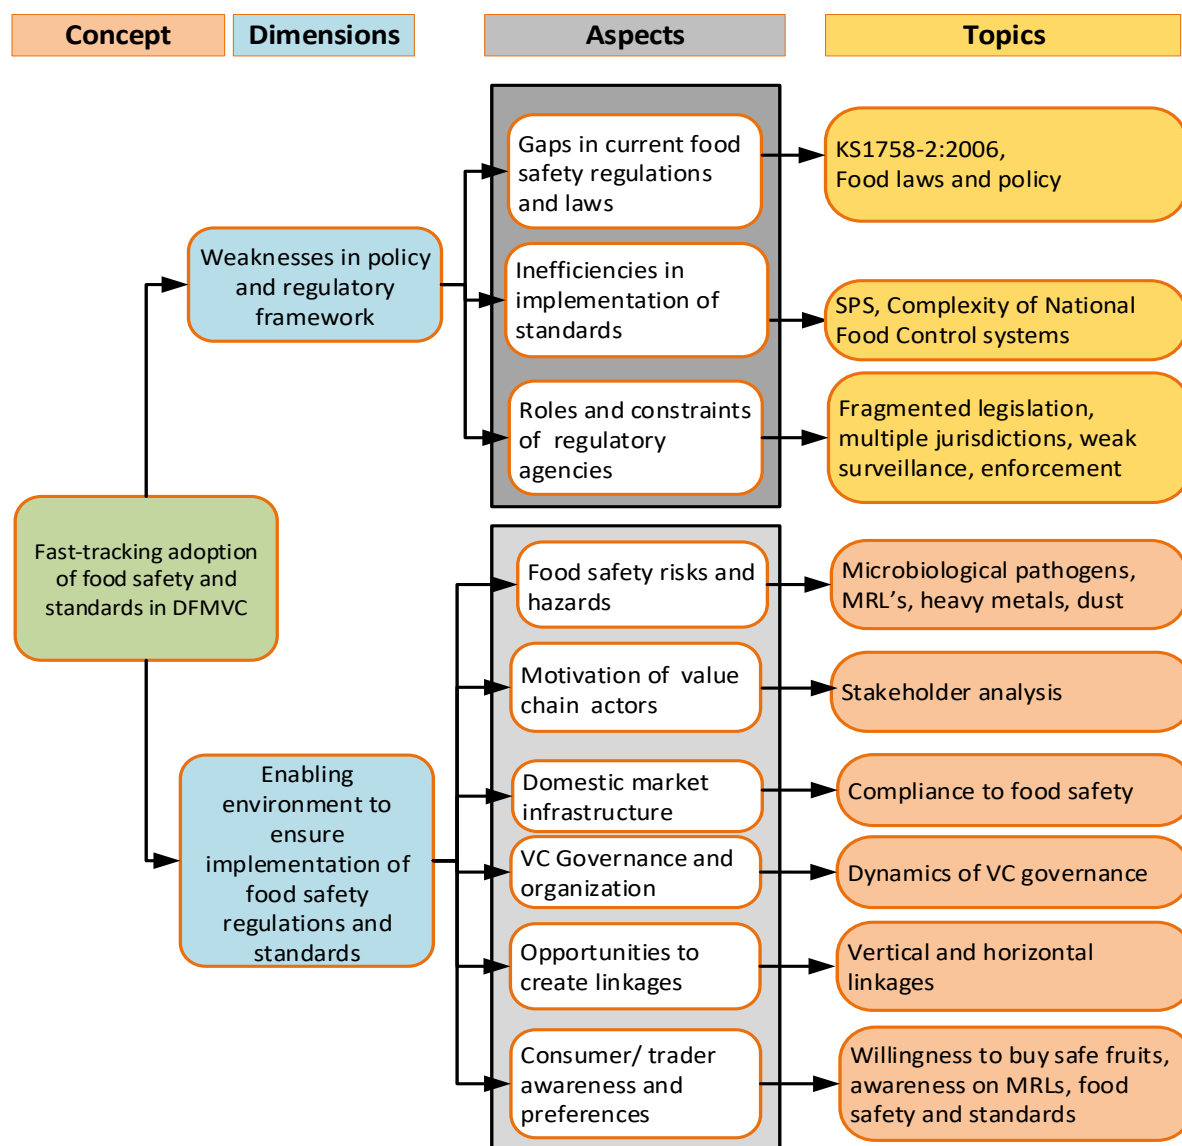 Concept
Dimensions
Aspects
Topics
Fast-tracking adoption
of food safety and
standards in DFMVC
Weaknesses in policy
and regulatory
framework
Gaps in current food
safety regulations
and laws
KS1758-2:2006,
Food laws and policy
Inefficiencies in
implementation of
standards
SPS, Complexity of National
Food Control systems
Roles and constraints
of regulatory
agencies
Fragmented legislation,
multiple jurisdictions, weak
surveillance, enforcement
Enabling
environment to
ensure
implementation of
food safety
regulations and
standards
Food safety risks and
hazards
Microbiological pathogens,
MRL's, heavy metals, dust
Motivation of value
chain actors
Stakeholder analysis
Domestic market
infrastructure
Compliance to food safety
VC Governance and
organization
Dynamics of VC governance
Opportunities to
create linkages
Vertical and horizontal
linkages
Consumer/ trader
awareness and
preferences
Willingness to buy safe fruits,
awareness on MRLs, food
safety and standards